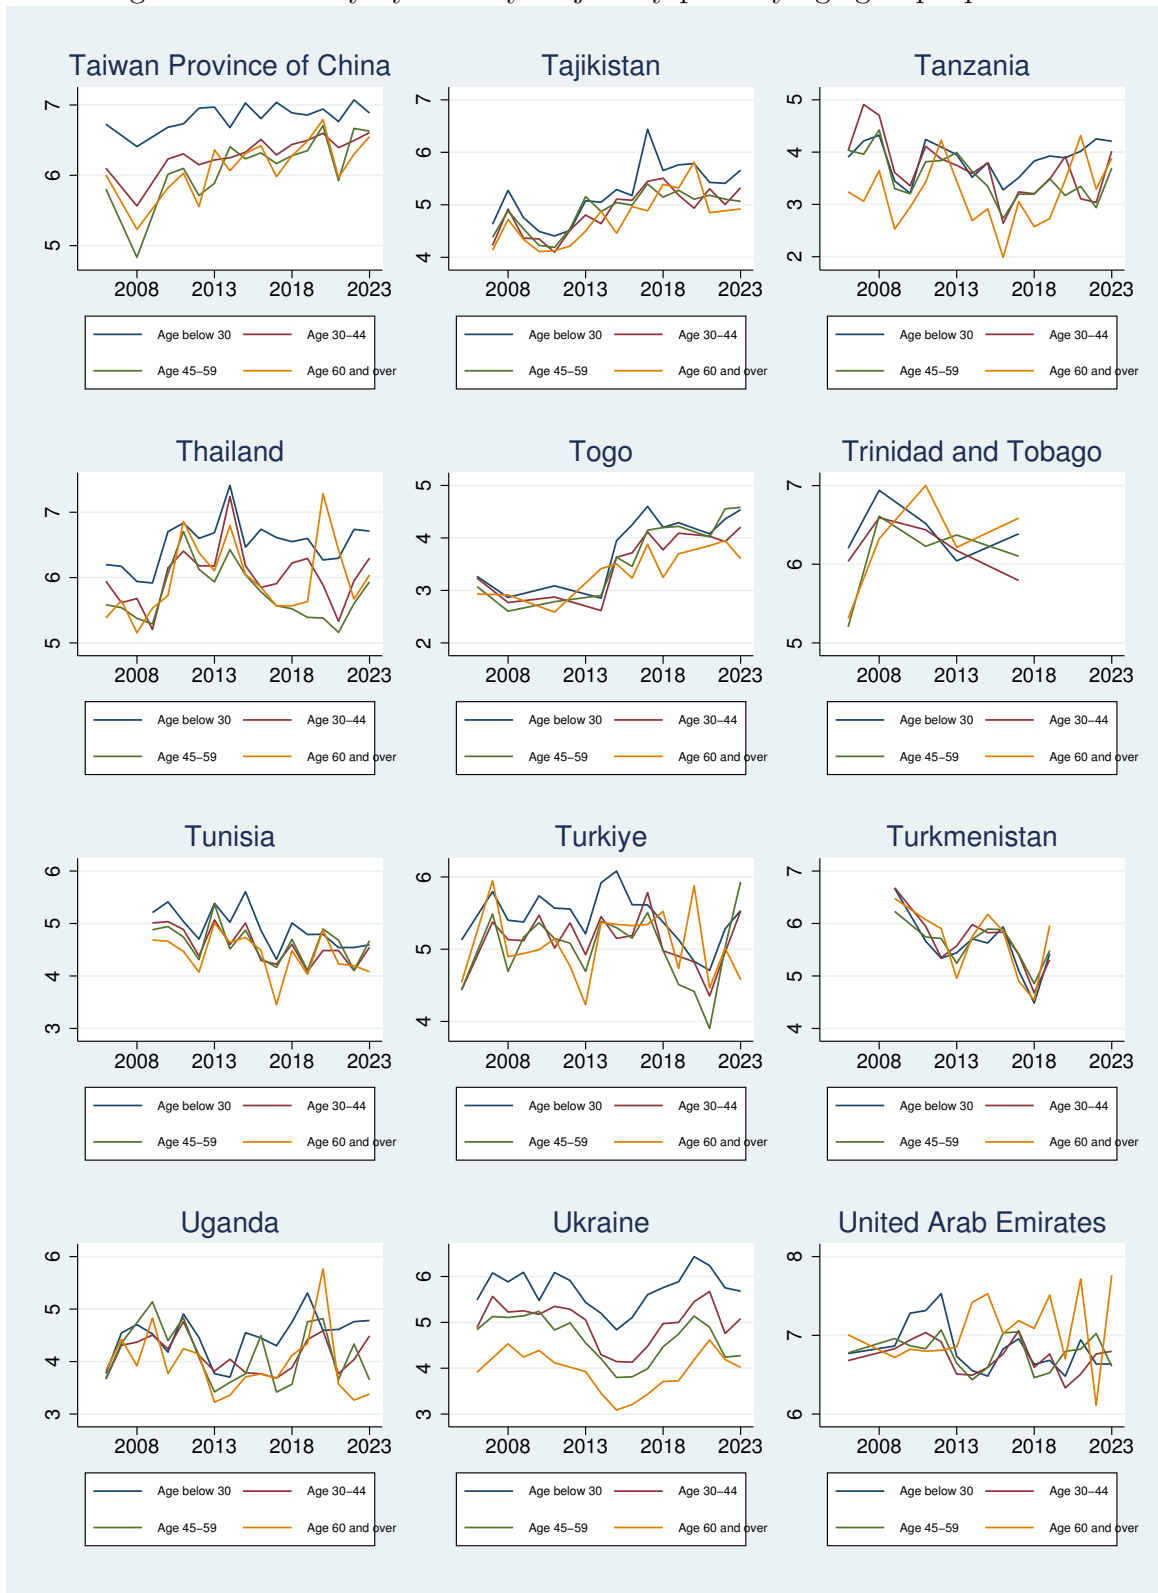 Taiwan Province of China
7
6
5
2008 2013 2018 2023
Age below 30 Age 30–44
Age 45–59 Age 60 and over
Tajikistan
7
6
5
4
2008 2013 2018 2023
Age below 30 Age 30–44
Age 45–59 Age 60 and over
Tanzania
5
4
3
2
2008 2013 2018 2023
Age below 30 Age 30–44
Age 45–59 Age 60 and over
Thailand
7
6
5
2008 2013 2018 2023
Age below 30 Age 30–44
Age 45–59 Age 60 and over
Togo
5
4
3
2
2008 2013 2018 2023
Age below 30 Age 30–44
Age 45–59 Age 60 and over
Trinidad and Tobago
7
6
5
2008 2013 2018 2023
Age below 30 Age 30–44
Age 45–59 Age 60 and over
Tunisia
6
5
4
3
2008 2013 2018 2023
Age below 30 Age 30–44
Age 45–59 Age 60 and over
Turkiye
6
5
4
2008 2013 2018 2023
Age below 30 Age 30–44
Age 45–59 Age 60 and over
Turkmenistan
7
6
5
4
2008 2013 2018 2023
Age below 30 Age 30–44
Age 45–59 Age 60 and over
Uganda
6
5
4
3
2008 2013 2018 2023
Age below 30 Age 30–44
Age 45–59 Age 60 and over
Ukraine
6
5
4
3
2008 2013 2018 2023
Age below 30 Age 30–44
Age 45–59 Age 60 and over
United Arab Emirates
8
7
6
2008 2013 2018 2023
Age below 30 Age 30–44
Age 45–59 Age 60 and over